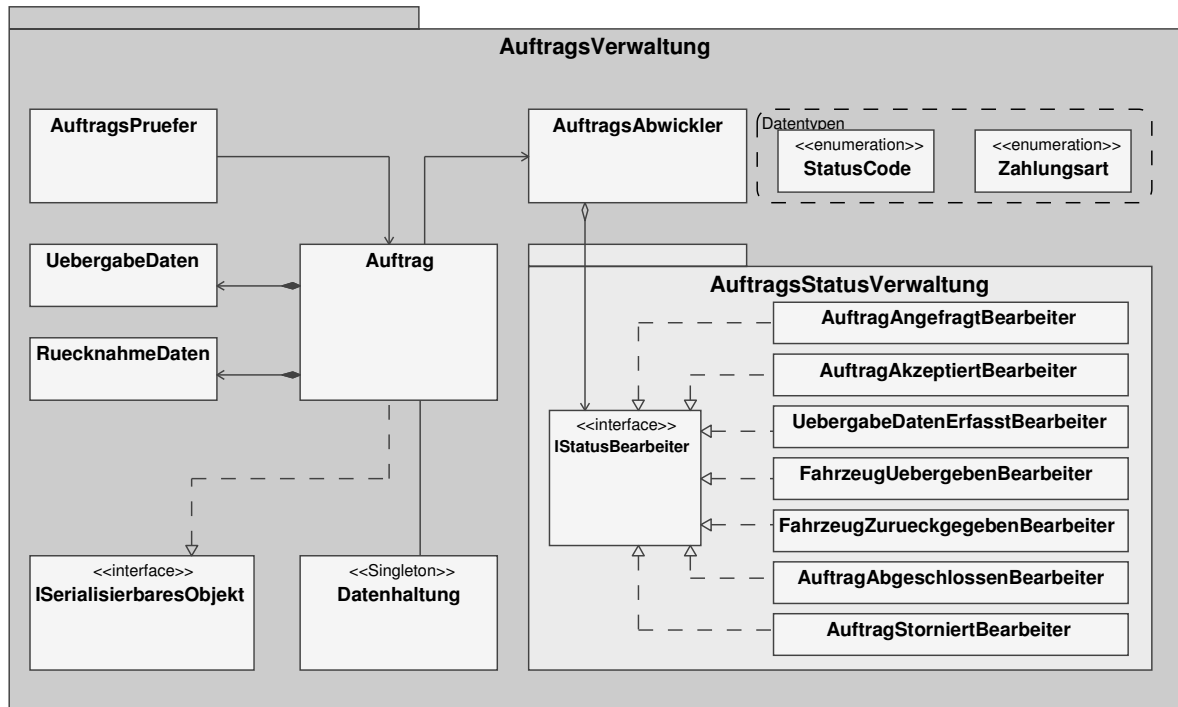 AuftragsVerwaltung
AuftragsPruefer
AuftragsAbwickler
Datentypen
<<enumeration>>
StatusCode
<<enumeration>>
Zahlungsart
UebergabeDaten
Auftrag
RuecknahmeDaten
AuftragsStatusVerwaltung
AuftragAngefragtBearbeiter
AuftragAkzeptiertBearbeiter
<<interface>>
IStatusBearbeiter
UebergabeDatenErfasstBearbeiter
FahrzeugUebergebenBearbeiter
FahrzeugZurueckgegebenBearbeiter
AuftragAbgeschlossenBearbeiter
AuftragStorniertBearbeiter
<<interface>>
ISerialisierbaresObjekt
<<Singleton>>
Datenhaltung